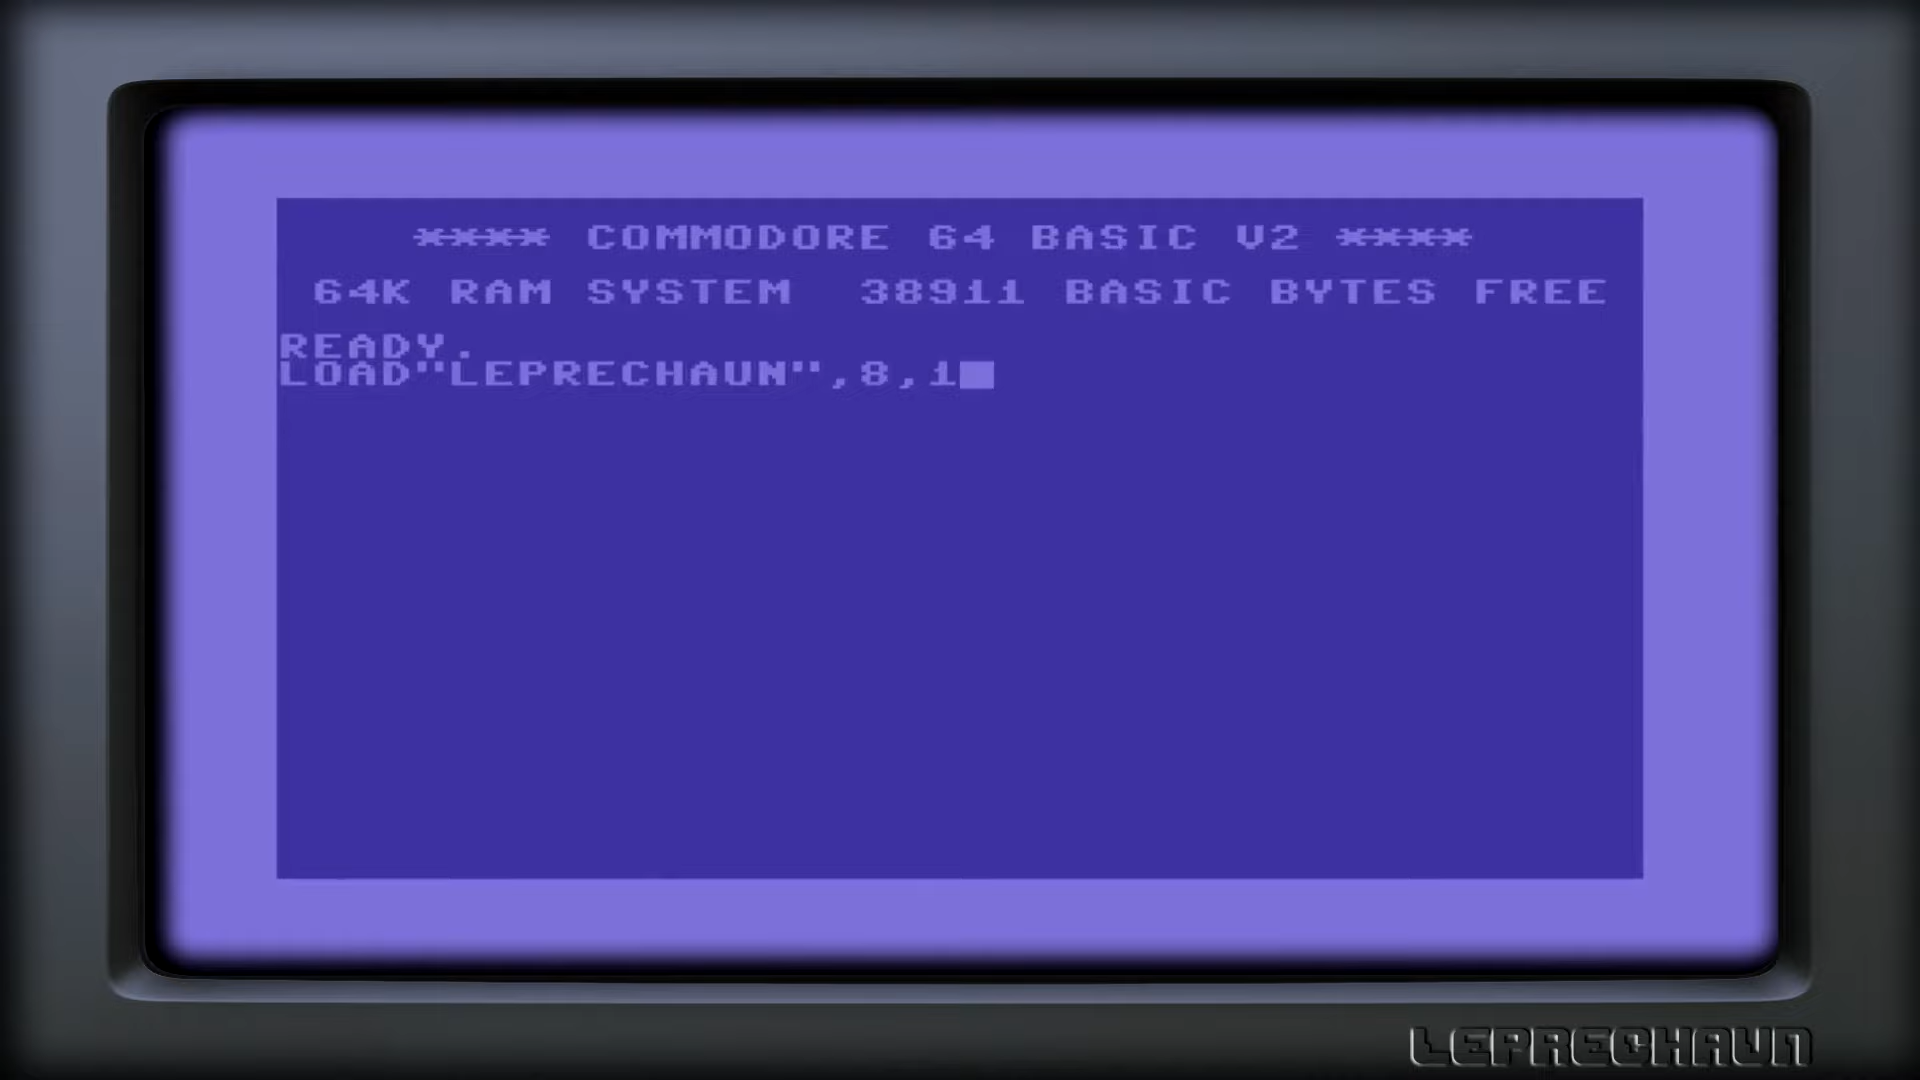 **** COMMODORE 64 BASIC V2 ****
64K RAM SYSTEM  38911 BASIC BYTES FREE
READY.
LOAD"LEPRECHAUN",8,1
LEPRECHAUN